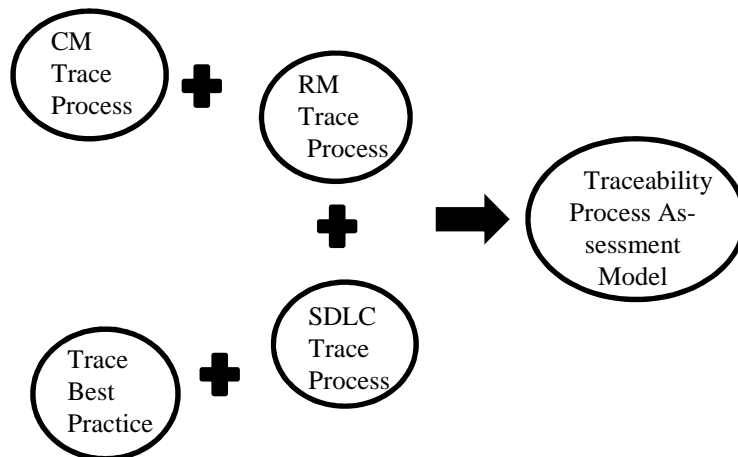 CM
Trace
Process
RM
Trace
Process
Traceability
Process As-
sessment
Model
SDLC
Trace
Process
Trace
Best
Practice